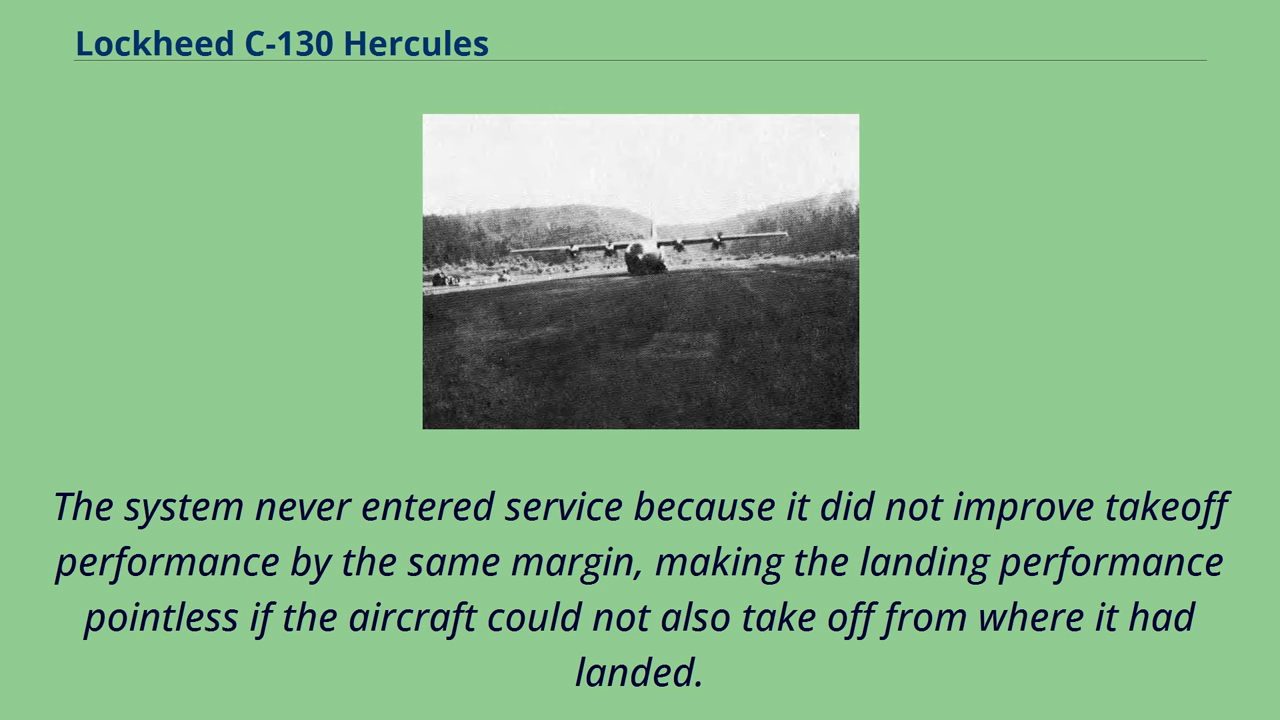 Lockheed C-130 Hercules
The system never entered service because it did not improve takeoff
performance by the same margin, making the landing performance
pointless if the aircraft could not also take off from where it had
landed.